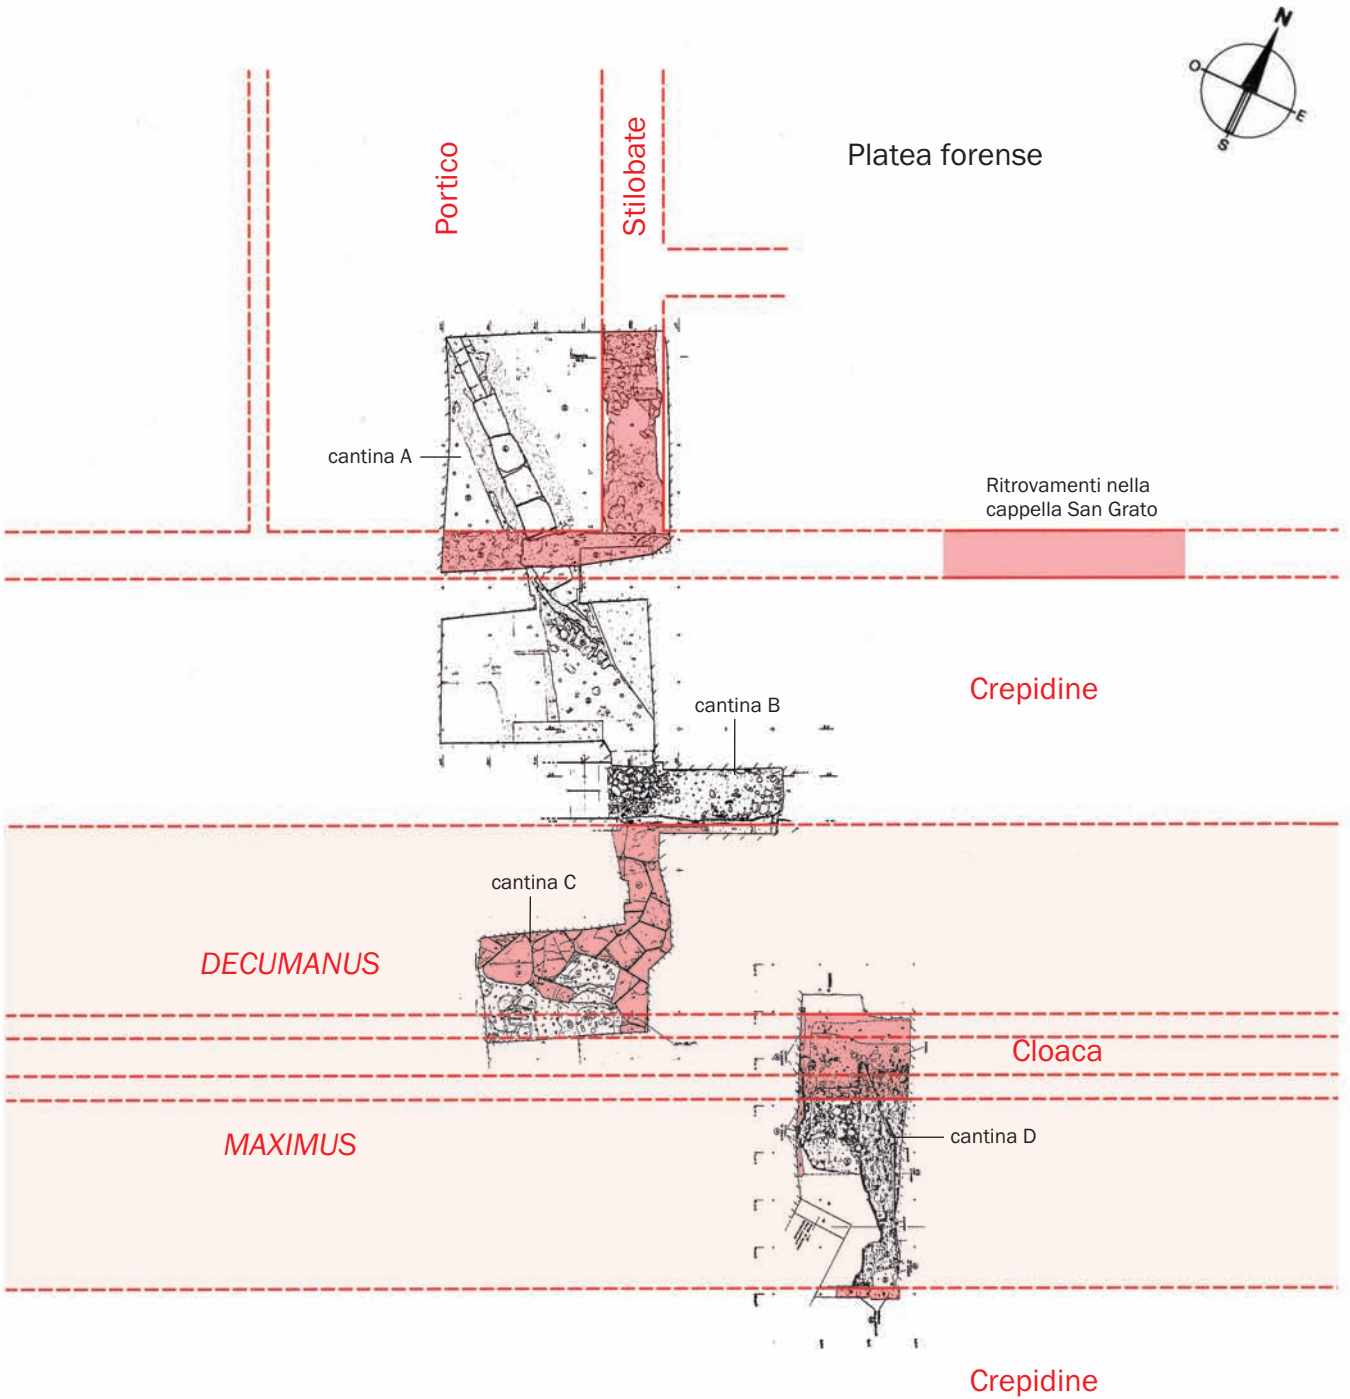 N
O
E
S
Platea forense
Portico
Stilobate
cantina A
Ritrovamenti nella
cappella San Grato
Crepidine
cantina B
cantina C
DECUMANUS
Cloaca
MAXIMUS
cantina D
Crepidine